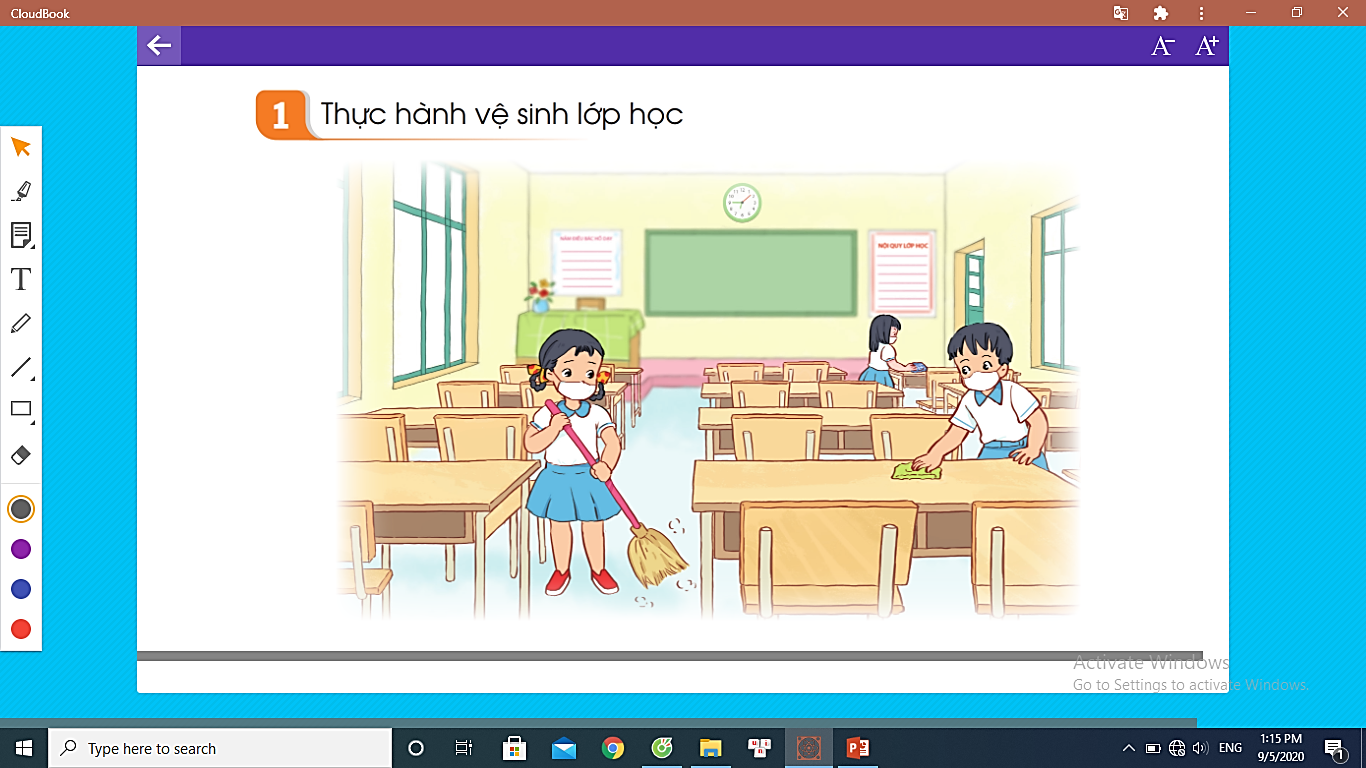 CloudBook
A⁻ A⁺
1 Thực hành vệ sinh lớp học
NỘI QUY LỚP HỌC
T
Activate Windows
Go to Settings to activate Windows.
Type here to search
ENG
1:15 PM
9/5/2020
1